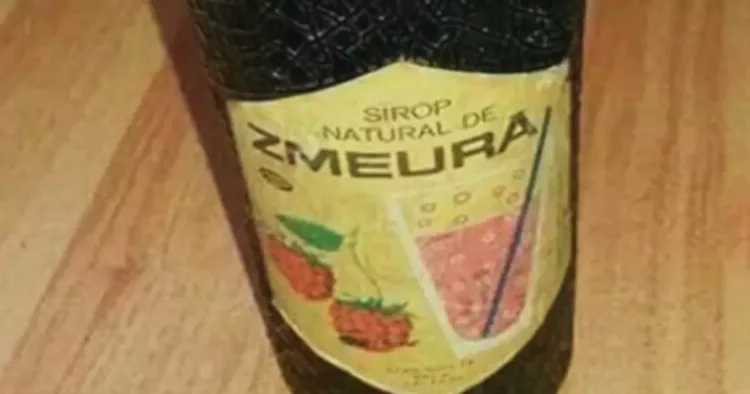 SIROP
NATURAL DE
ZMEURĂ